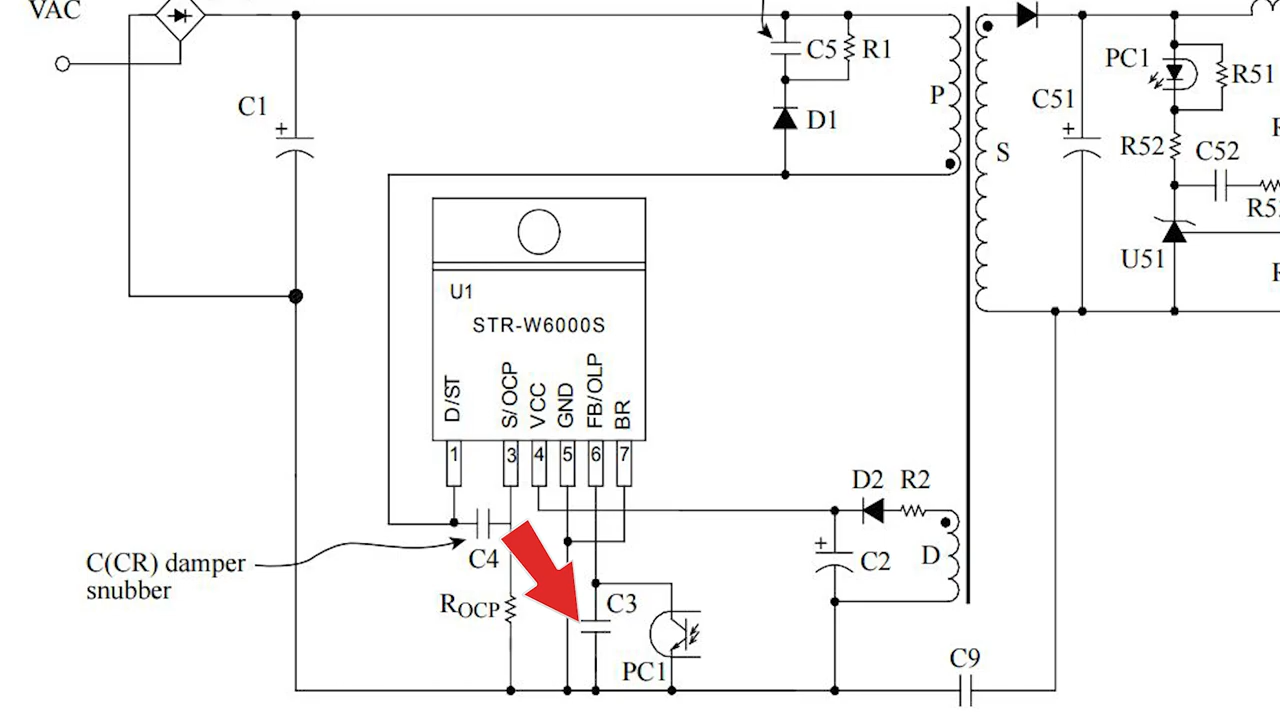 VAC
C1
+
C5
R1
D1
P
S
C51
+
PC1
R51
R52
C52
U51
U1
STR-W6000S
D/ST
S/OCP
VCC
GND
FB/OLP
BR
1
3
4
5
6
7
D2
R2
C(CR) damper
snubber
C4
ROCP
C3
PC1
+
C2
D
C9